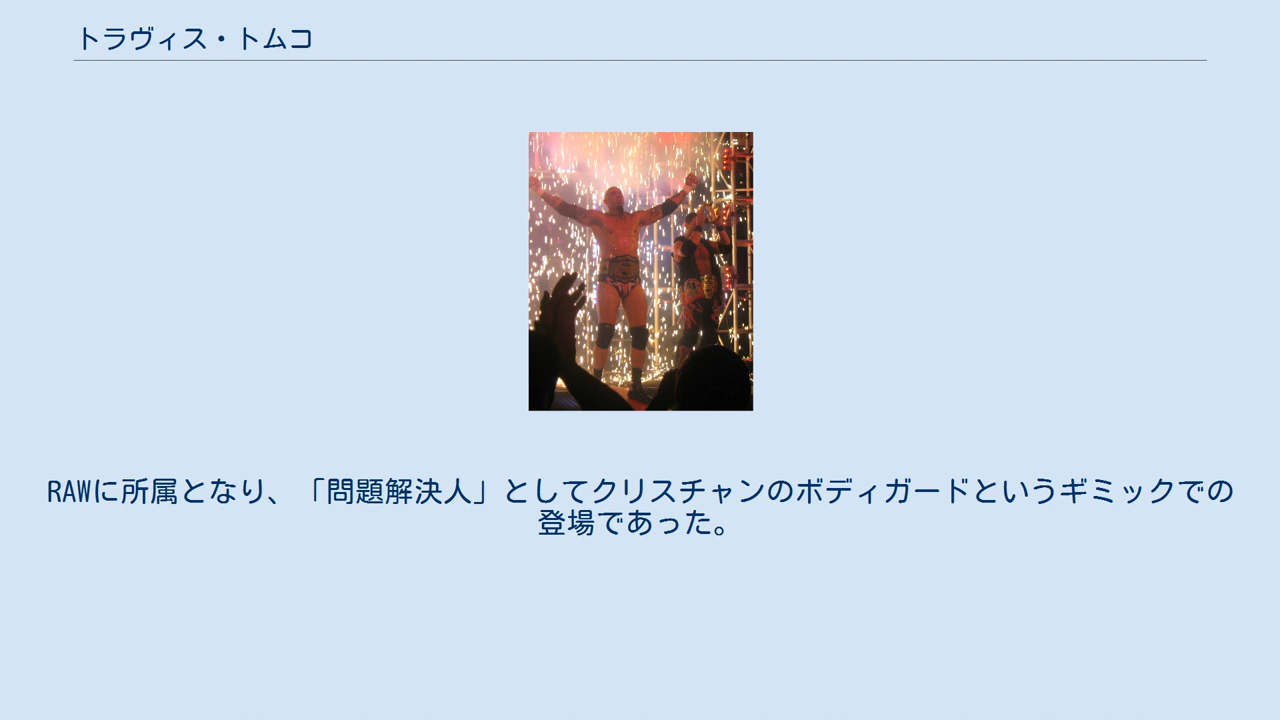 トラヴィス・トムコ
RAWに所属となり、「問題解決人」としてクリスチャンのボディガードというギミックでの
登場であった。